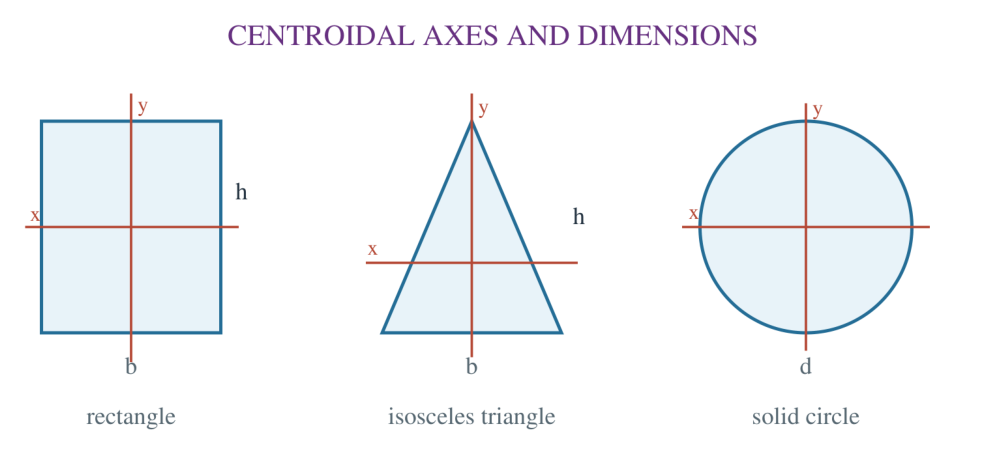 CENTROIDAL AXES AND DIMENSIONS
y
x
h
b
rectangle
y
x
h
b
isosceles triangle
y
x
d
solid circle